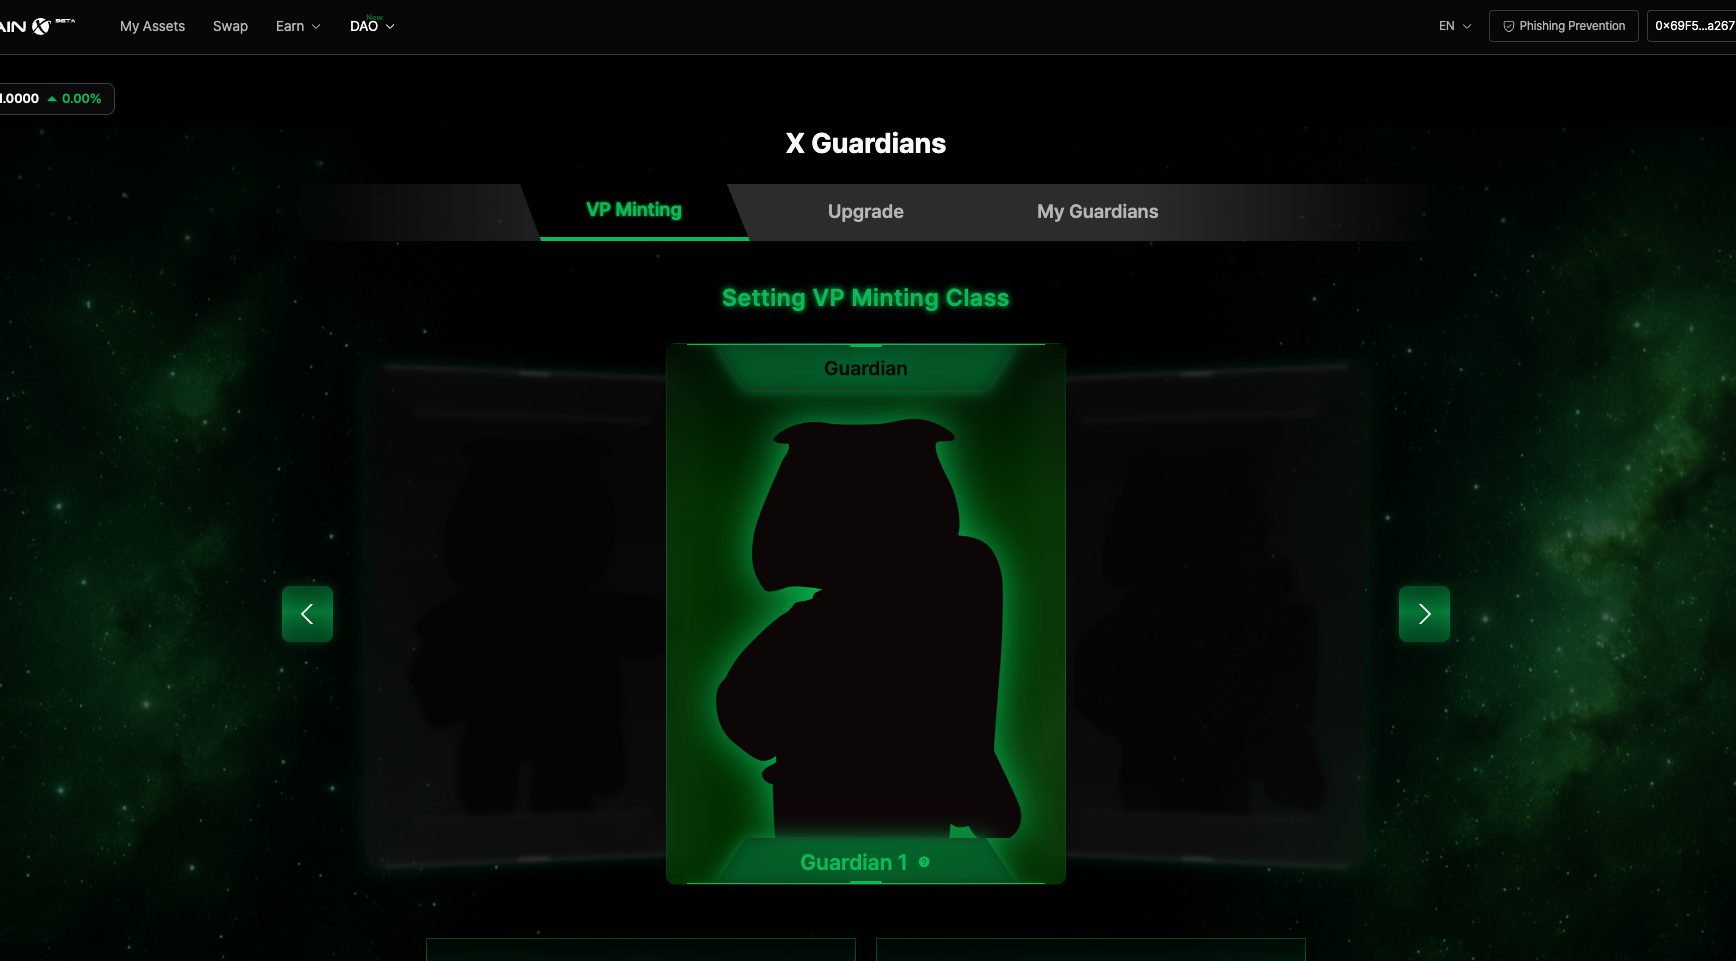 AIN X BETA
My Assets
Swap
Earn
DAO
New
EN
Phishing Prevention
0x69F5...a267
.0000
0.00%
X Guardians
VP Minting
Upgrade
My Guardians
Setting VP Minting Class
Guardian
Guardian 1